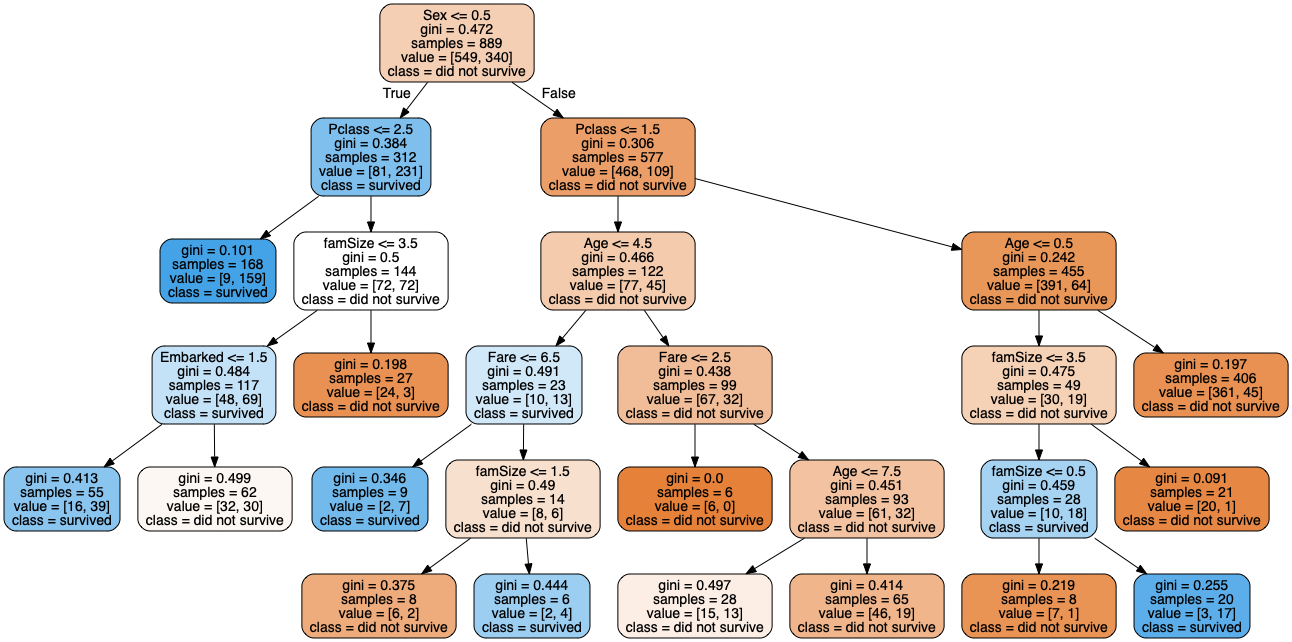 Sex <= 0.5
gini = 0.472
samples = 889
value = [549, 340]
class = did not survive
True
False
Pclass <= 2.5
gini = 0.384
samples = 312
value = [81, 231]
class = survived
Pclass <= 1.5
gini = 0.306
samples = 577
value = [468, 109]
class = did not survive
gini = 0.101
samples = 168
value = [9, 159]
class = survived
famSize <= 3.5
gini = 0.5
samples = 144
value = [72, 72]
class = did not survive
Age <= 4.5
gini = 0.466
samples = 122
value = [77, 45]
class = did not survive
Age <= 0.5
gini = 0.242
samples = 455
value = [391, 64]
class = did not survive
Embarked <= 1.5
gini = 0.484
samples = 117
value = [48, 69]
class = survived
gini = 0.198
samples = 27
value = [24, 3]
class = did not survive
Fare <= 6.5
gini = 0.491
samples = 23
value = [10, 13]
class = survived
Fare <= 2.5
gini = 0.438
samples = 99
value = [67, 32]
class = did not survive
famSize <= 3.5
gini = 0.475
samples = 49
value = [30, 19]
class = did not survive
gini = 0.197
samples = 406
value = [361, 45]
class = did not survive
gini = 0.413
samples = 55
value = [16, 39]
class = survived
gini = 0.499
samples = 62
value = [32, 30]
class = did not survive
gini = 0.346
samples = 9
value = [2, 7]
class = survived
famSize <= 1.5
gini = 0.49
samples = 14
value = [8, 6]
class = did not survive
gini = 0.0
samples = 6
value = [6, 0]
class = did not survive
Age <= 7.5
gini = 0.451
samples = 93
value = [61, 32]
class = did not survive
famSize <= 0.5
gini = 0.459
samples = 28
value = [10, 18]
class = survived
gini = 0.091
samples = 21
value = [20, 1]
class = did not survive
gini = 0.375
samples = 8
value = [6, 2]
class = did not survive
gini = 0.444
samples = 6
value = [2, 4]
class = survived
gini = 0.497
samples = 28
value = [15, 13]
class = did not survive
gini = 0.414
samples = 65
value = [46, 19]
class = did not survive
gini = 0.219
samples = 8
value = [7, 1]
class = did not survive
gini = 0.255
samples = 20
value = [3, 17]
class = survived